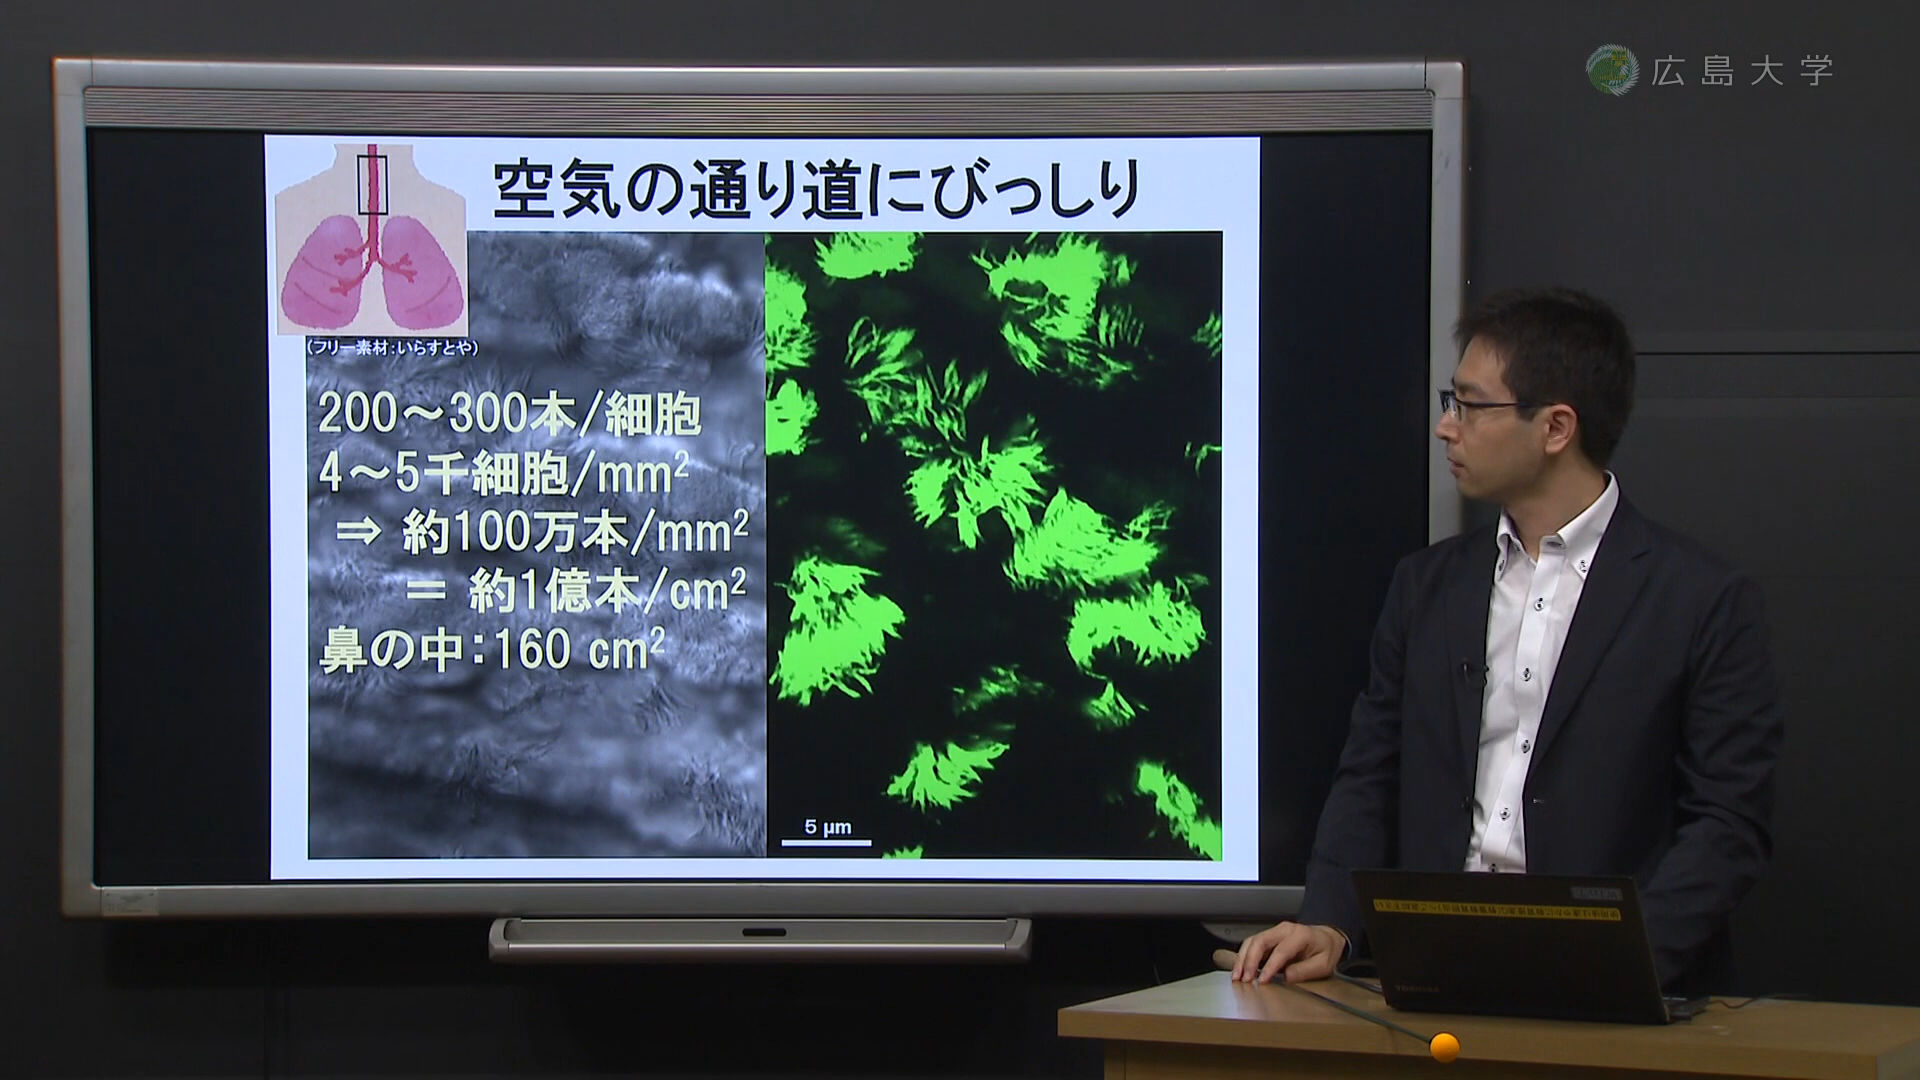 広島大学
空気の通り道にびっしり
(フリー素材:いらすとや)
200～300本/細胞
4～5千細胞/mm²
⇒ 約100万本/mm²
＝ 約1億本/cm²
鼻の中:160 cm²
5 µm
TOSHIBA